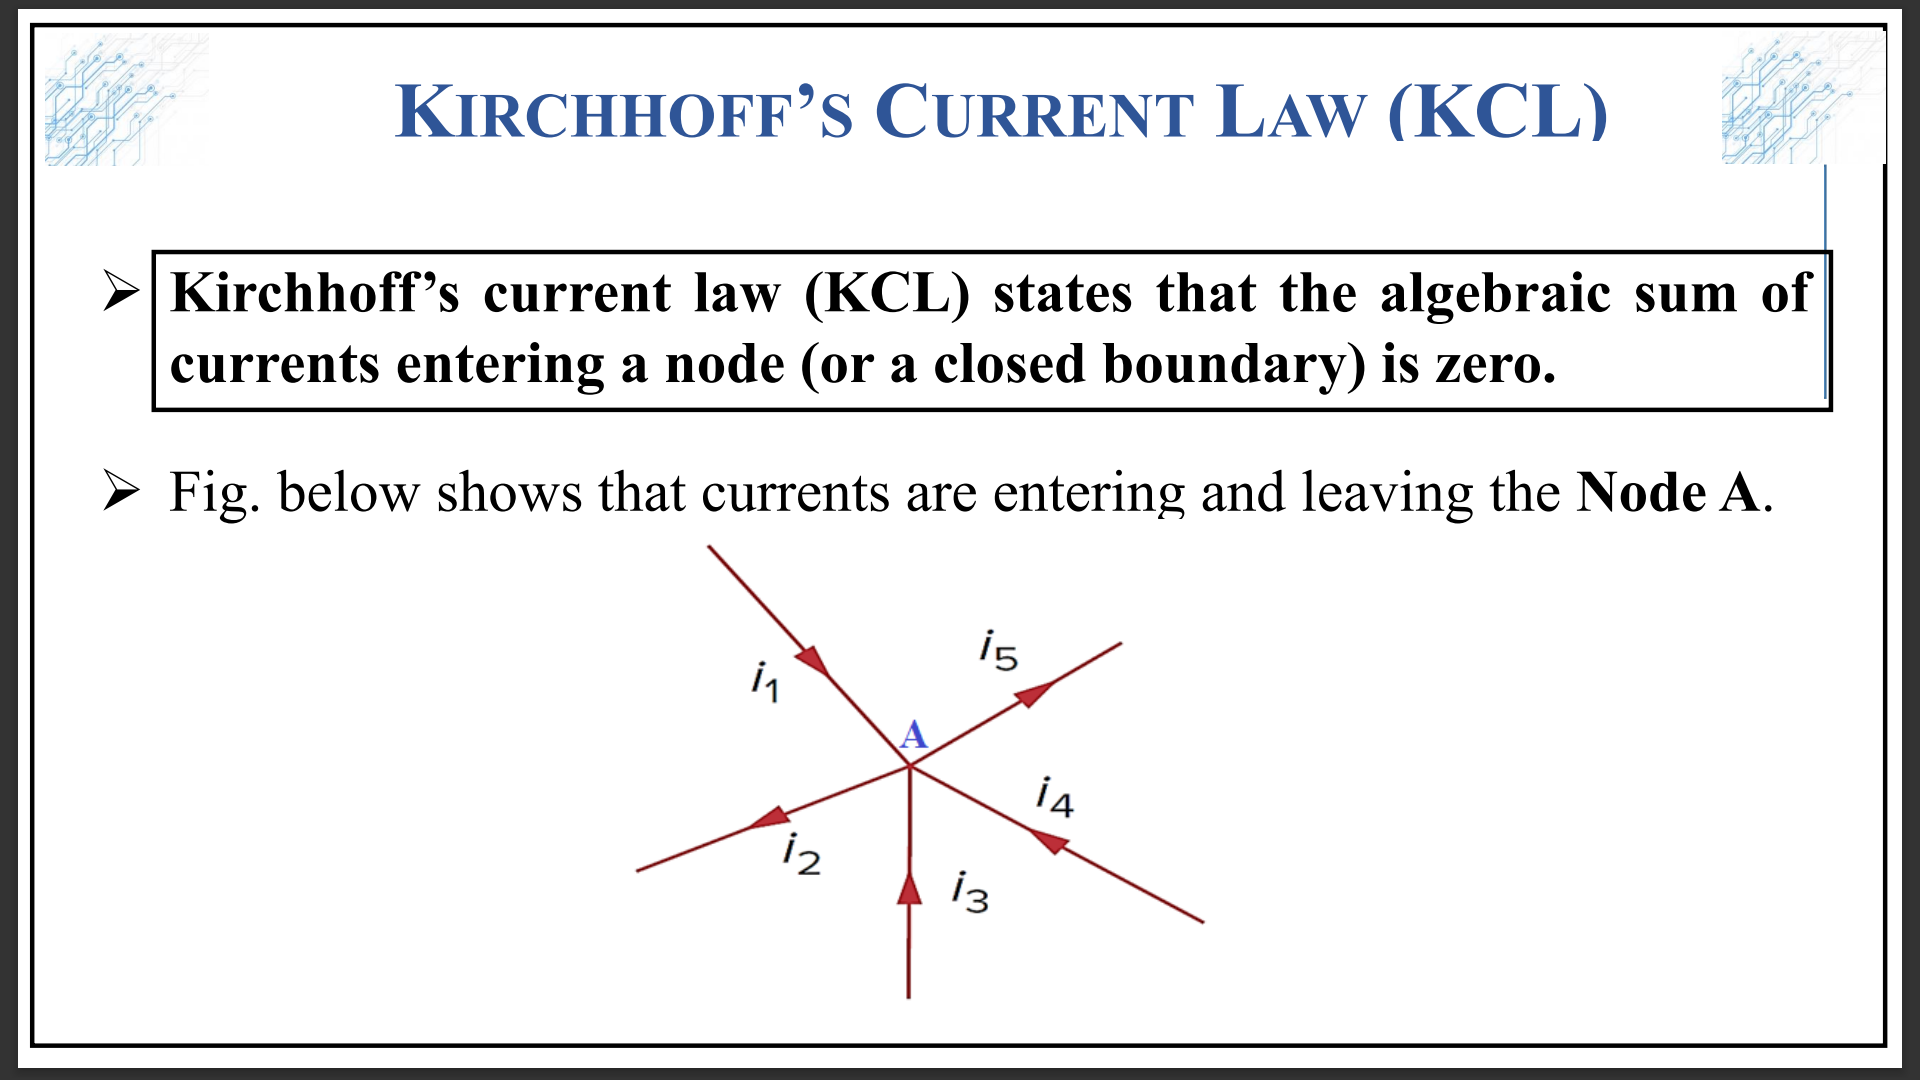 KIRCHHOFF’S CURRENT LAW (KCL)
➢ Kirchhoff’s current law (KCL) states that the algebraic sum of
currents entering a node (or a closed boundary) is zero.
➢ Fig. below shows that currents are entering and leaving the Node A.
i5
i1
A
i4
i2
i3